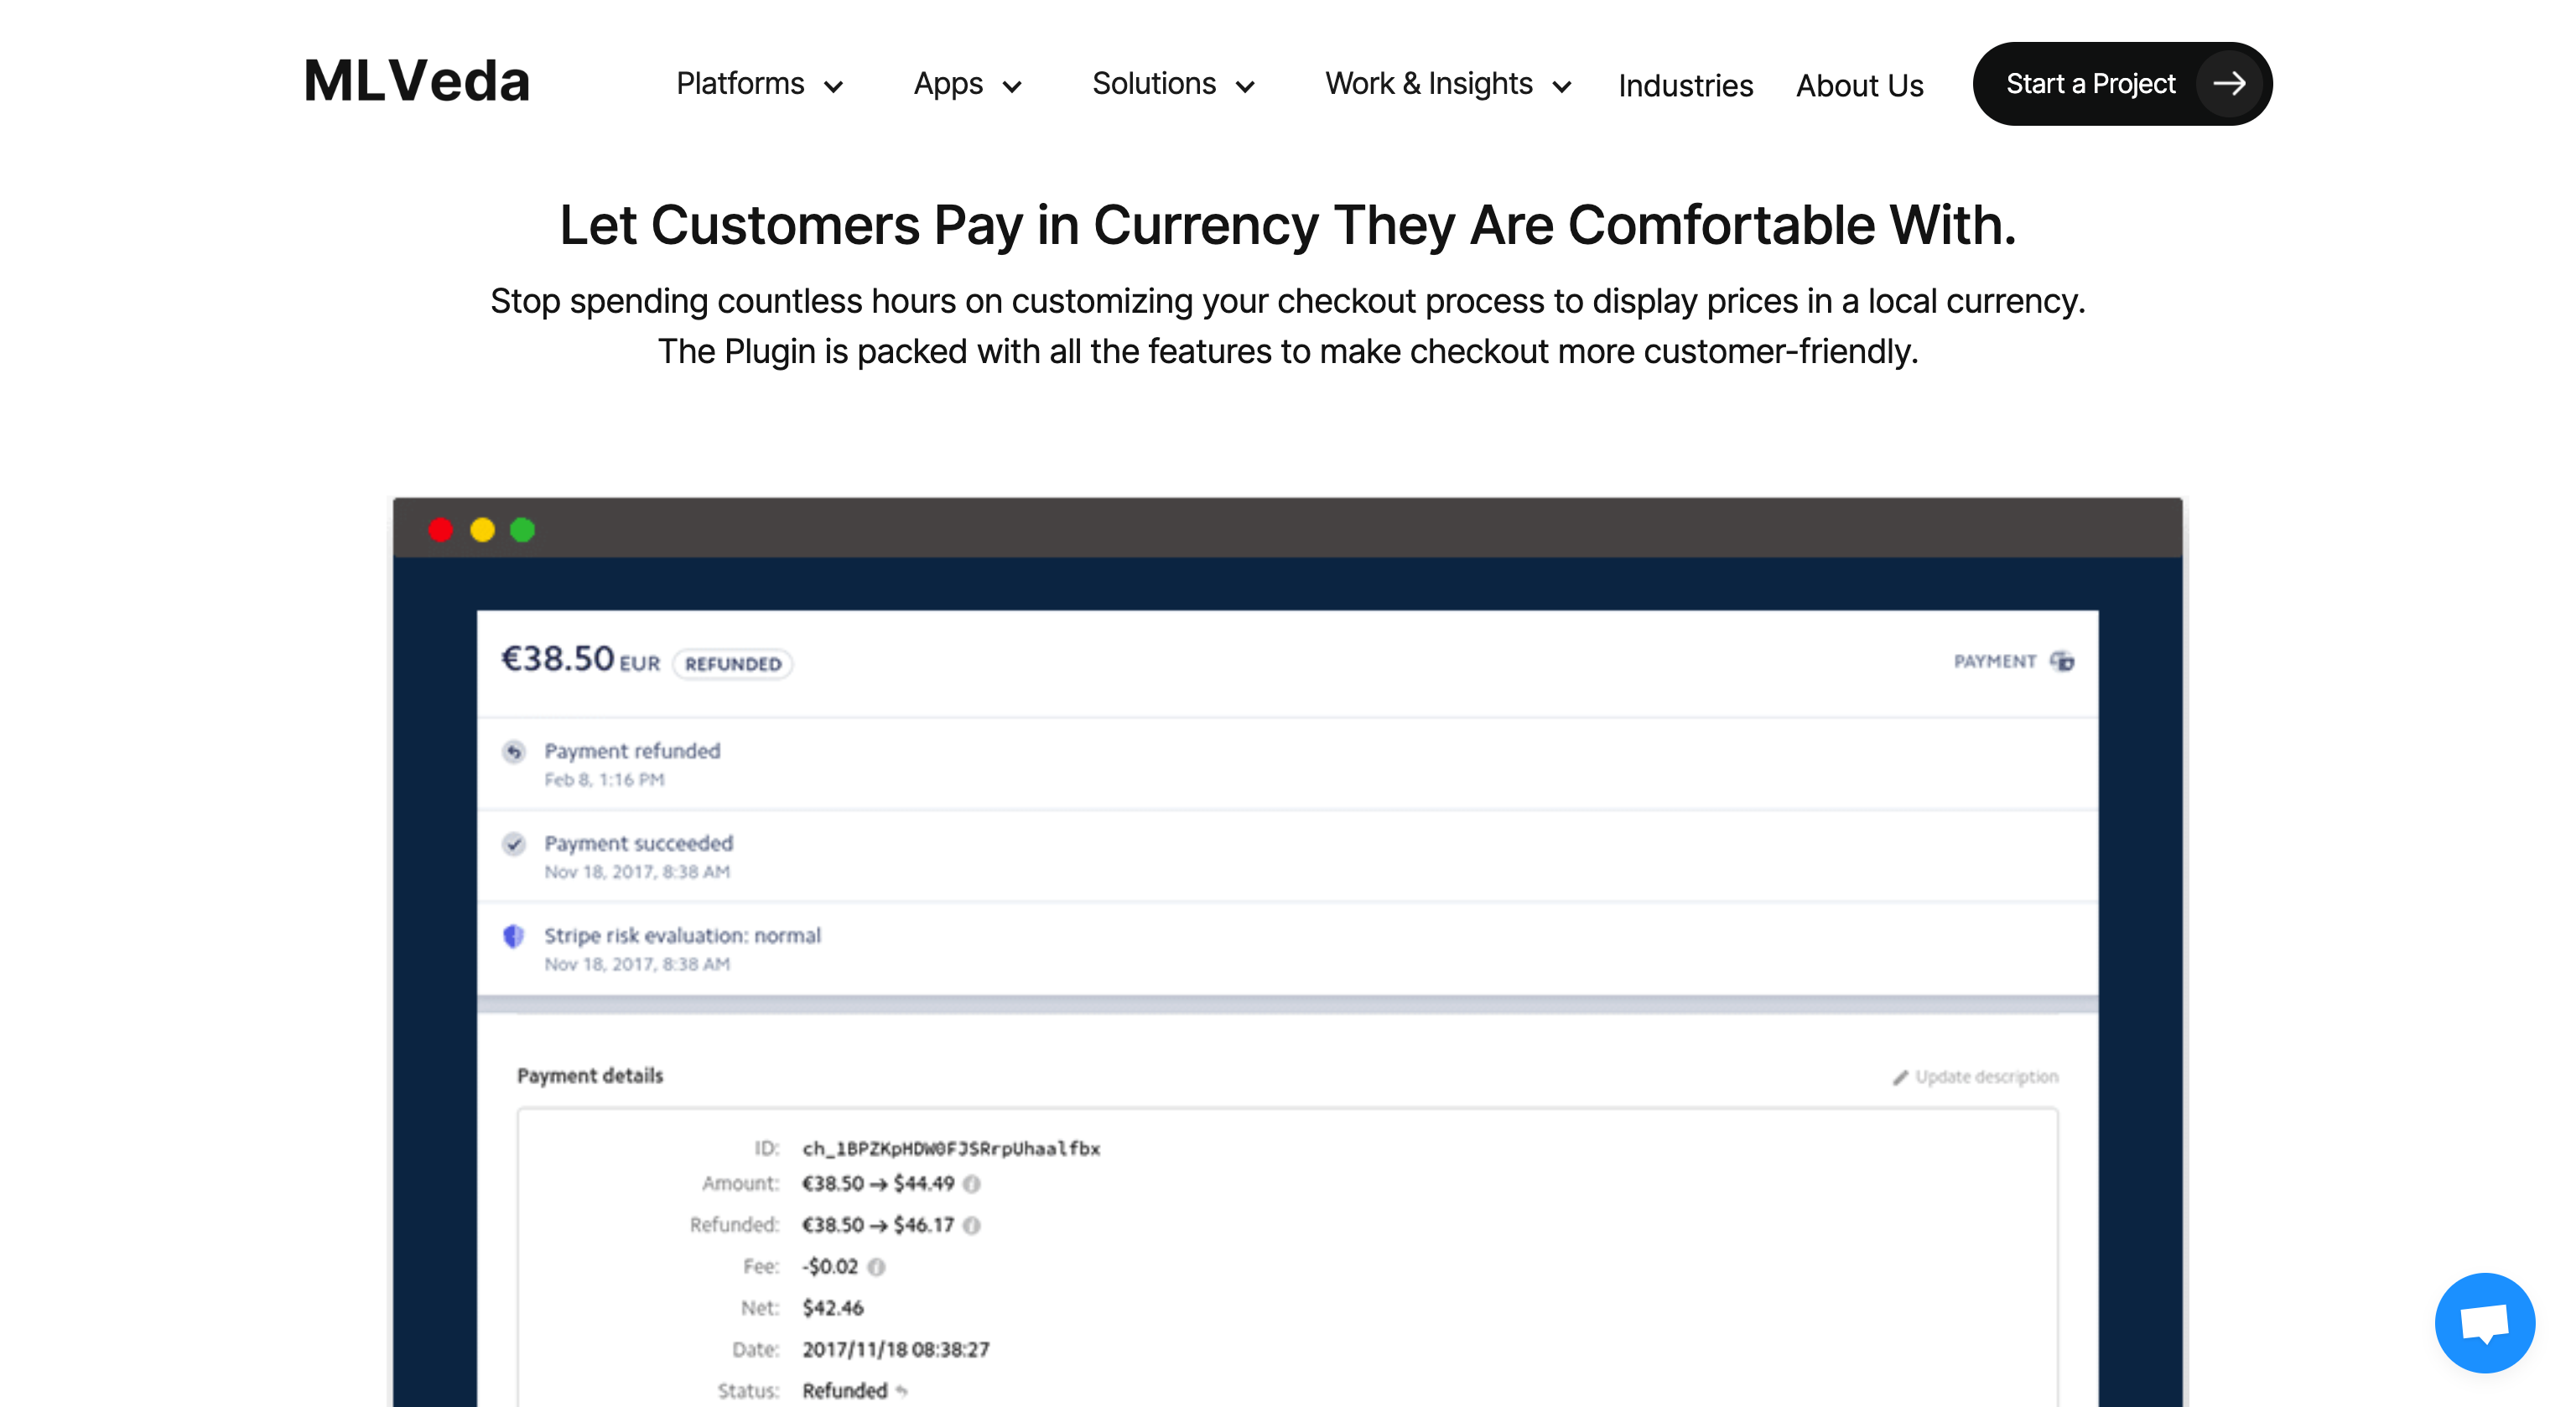 MLVeda
Platforms
Apps
Solutions
Work & Insights
Industries
About Us
Start a Project
Let Customers Pay in Currency They Are Comfortable With.
Stop spending countless hours on customizing your checkout process to display prices in a local currency.
The Plugin is packed with all the features to make checkout more customer-friendly.
€38.50 EUR REFUNDED
PAYMENT
Payment refunded
Feb 8, 1:16 PM
Payment succeeded
Nov 18, 2017, 8:38 AM
Stripe risk evaluation: normal
Nov 18, 2017, 8:38 AM
Payment details
Update description
ID: ch_1BPZKpHDW0FJSRrpUhaalfbx
Amount: €38.50 → $44.49
Refunded: €38.50 → $46.17
Fee: -$0.02
Net: $42.46
Date: 2017/11/18 08:38:27
Status: Refunded